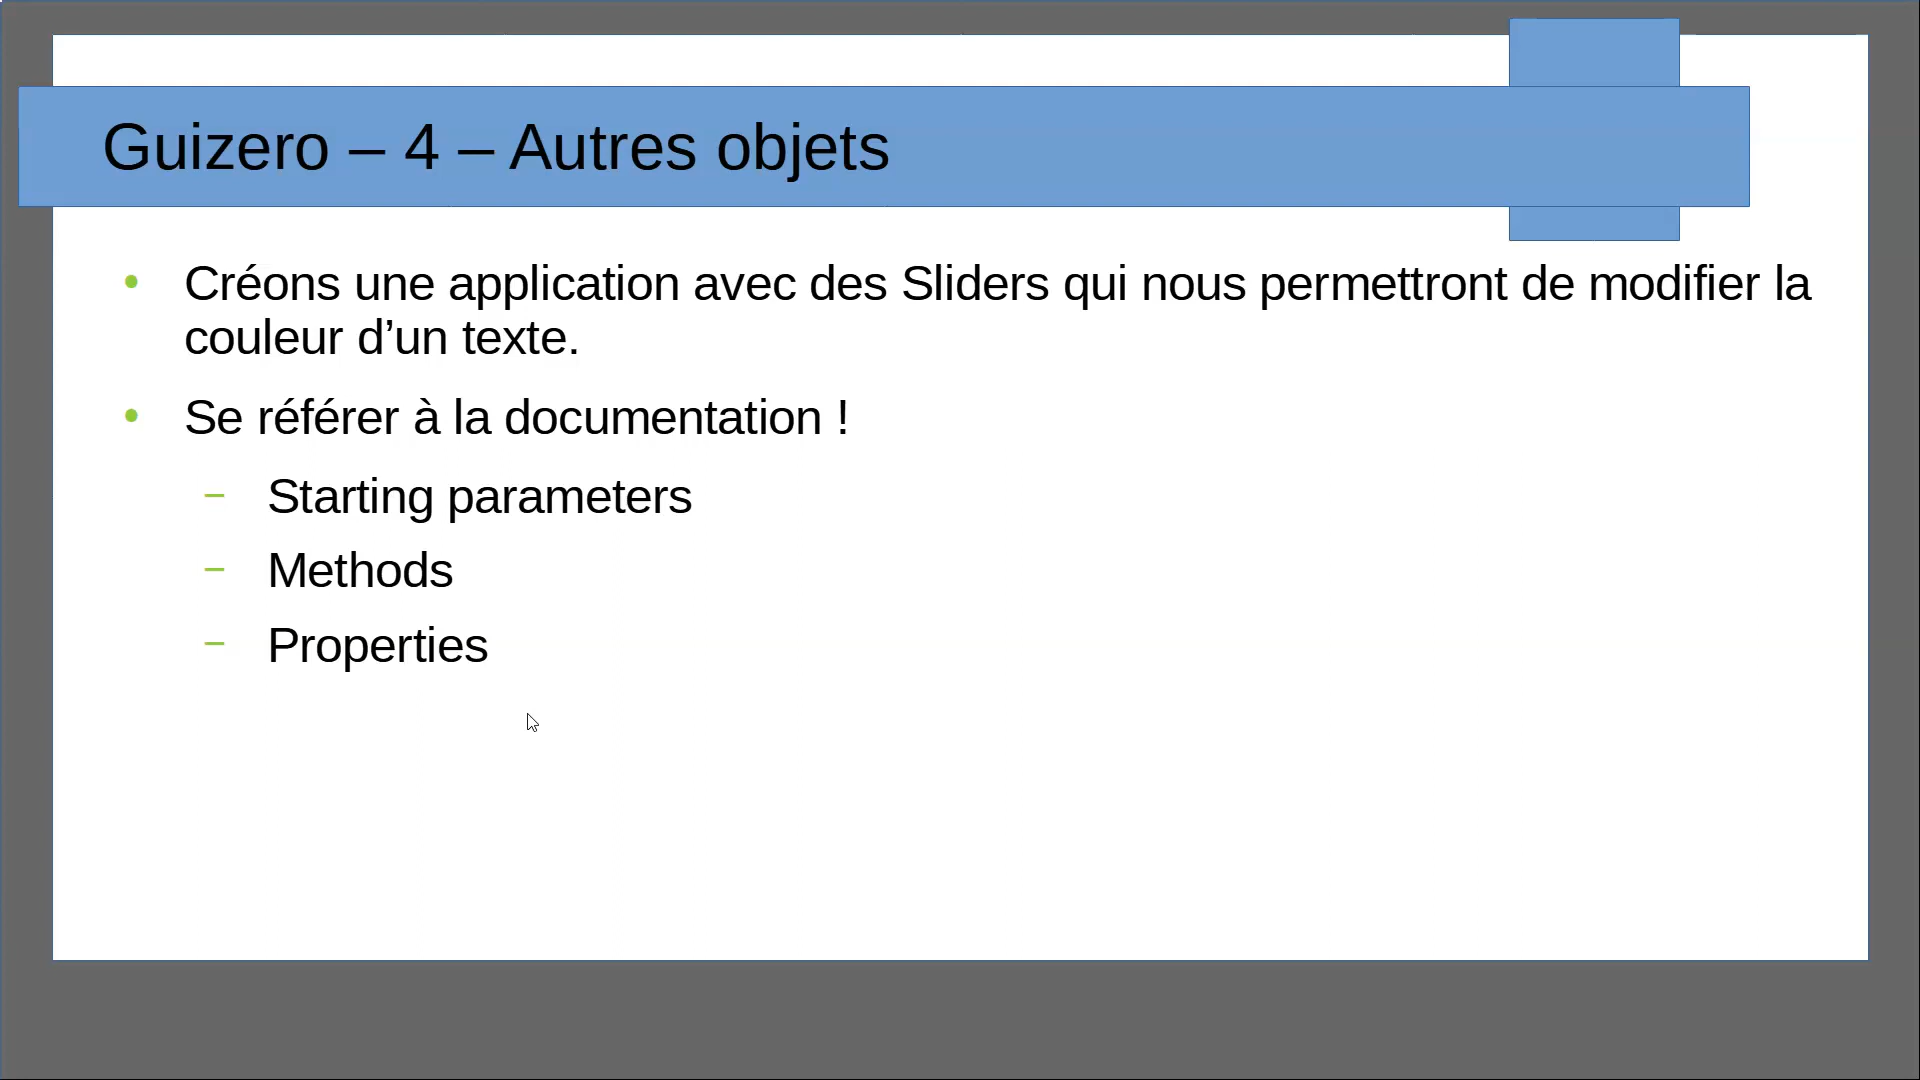 Guizero – 4 – Autres objets
• Créons une application avec des Sliders qui nous permettront de modifier la
couleur d’un texte.
• Se référer à la documentation !
– Starting parameters
– Methods
– Properties